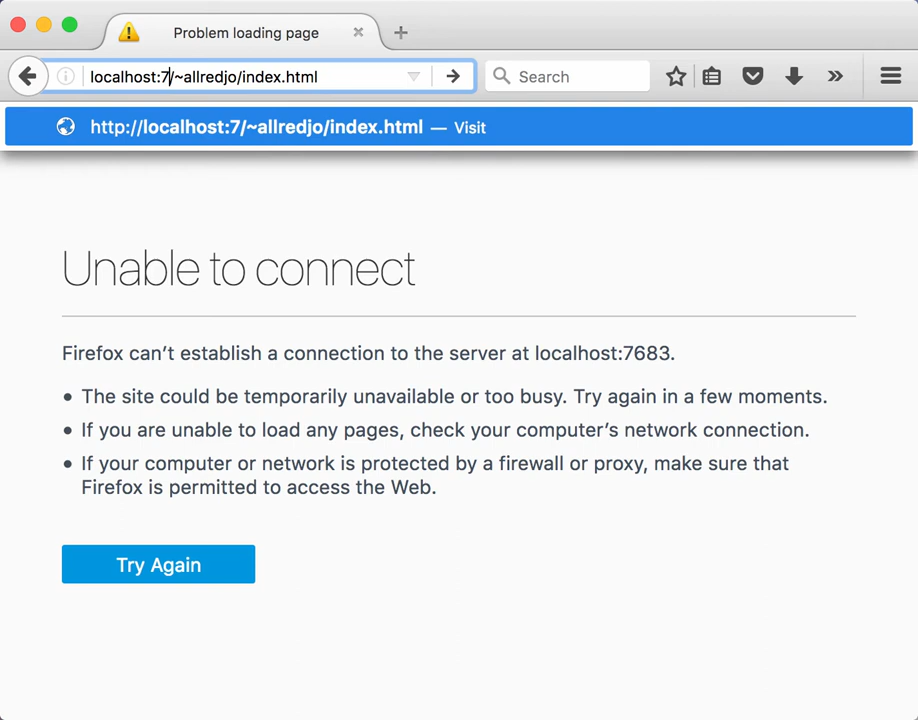 Problem loading page
localhost:7/~allredjo/index.html
Search
http://localhost:7/~allredjo/index.html — Visit
Unable to connect
Firefox can’t establish a connection to the server at localhost:7683.
• The site could be temporarily unavailable or too busy. Try again in a few moments.
• If you are unable to load any pages, check your computer’s network connection.
• If your computer or network is protected by a firewall or proxy, make sure that
Firefox is permitted to access the Web.
Try Again